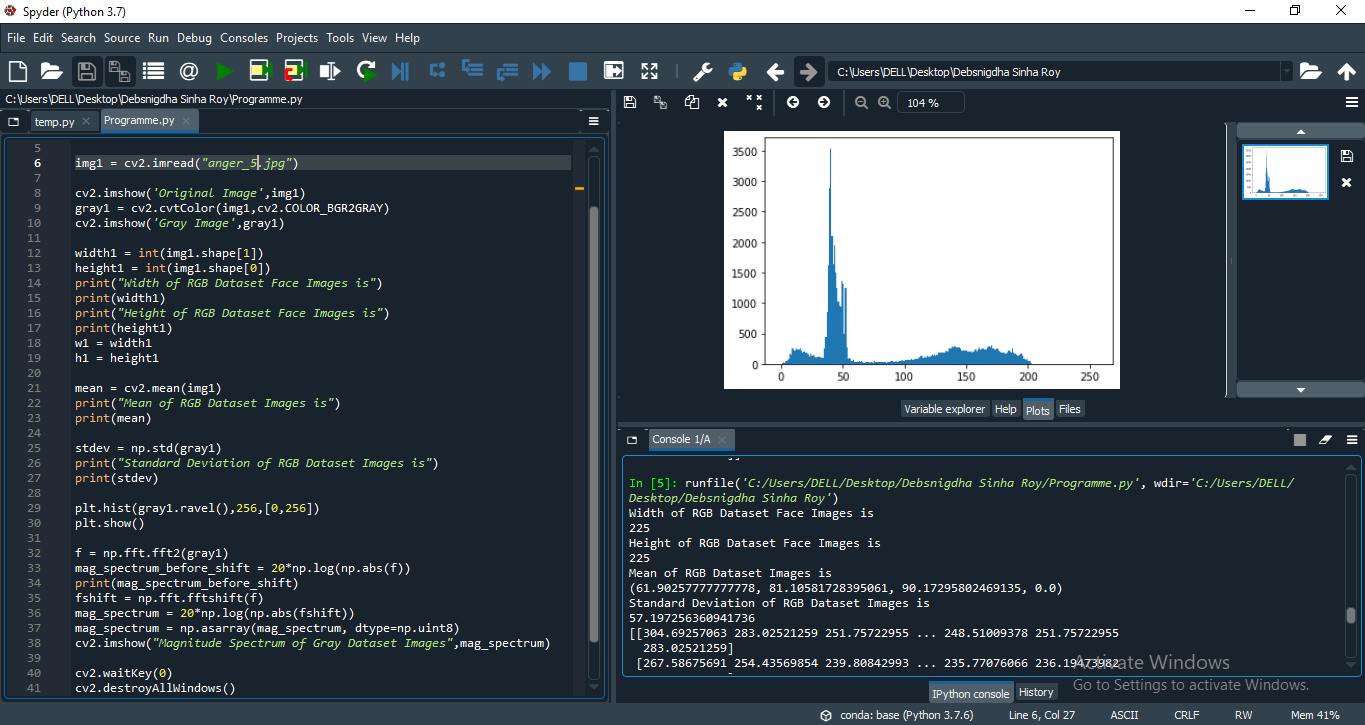 Spyder (Python 3.7)
File Edit Search Source Run Debug Consoles Projects Tools View Help
C:\Users\DELL\Desktop\Debsnigdha Sinha Roy
C:\Users\DELL\Desktop\Debsnigdha Sinha Roy\Programme.py
temp.py Programme.py
5
6 img1 = cv2.imread("anger_5.jpg")
7
8 cv2.imshow('Original Image',img1)
9 gray1 = cv2.cvtColor(img1,cv2.COLOR_BGR2GRAY)
10 cv2.imshow('Gray Image',gray1)
11
12 width1 = int(img1.shape[1])
13 height1 = int(img1.shape[0])
14 print("Width of RGB Dataset Face Images is")
15 print(width1)
16 print("Height of RGB Dataset Face Images is")
17 print(height1)
18 w1 = width1
19 h1 = height1
20
21 mean = cv2.mean(img1)
22 print("Mean of RGB Dataset Images is")
23 print(mean)
24
25 stdev = np.std(gray1)
26 print("Standard Deviation of RGB Dataset Images is")
27 print(stdev)
28
29 plt.hist(gray1.ravel(),256,[0,256])
30 plt.show()
31
32 f = np.fft.fft2(gray1)
33 mag_spectrum_before_shift = 20*np.log(np.abs(f))
34 print(mag_spectrum_before_shift)
35 fshift = np.fft.fftshift(f)
36 mag_spectrum = 20*np.log(np.abs(fshift))
37 mag_spectrum = np.asarray(mag_spectrum, dtype=np.uint8)
38 cv2.imshow("Magnitude Spectrum of Gray Dataset Images",mag_spectrum)
39
40 cv2.waitKey(0)
41 cv2.destroyAllWindows()
104 %
3500
3000
2500
2000
1500
1000
500
0
0 50 100 150 200 250
Variable explorer Help Plots Files
Console 1/A
In [5]: runfile('C:/Users/DELL/Desktop/Debsnigdha Sinha Roy/Programme.py', wdir='C:/Users/DELL/
Desktop/Debsnigdha Sinha Roy')
Width of RGB Dataset Face Images is
225
Height of RGB Dataset Face Images is
225
Mean of RGB Dataset Images is
(61.90257777777778, 81.10581728395061, 90.17295802469135, 0.0)
Standard Deviation of RGB Dataset Images is
57.197256360941736
[[304.69257063 283.02521259 251.75722955 ... 248.51009378 251.75722955
283.02521259]
[267.58675691 254.43569854 239.80842993 ... 235.77076066 236.19473982
Activate Windows
Go to Settings to activate Windows.
IPython console History
conda: base (Python 3.7.6) Line 6, Col 27 ASCII CRLF RW Mem 41%